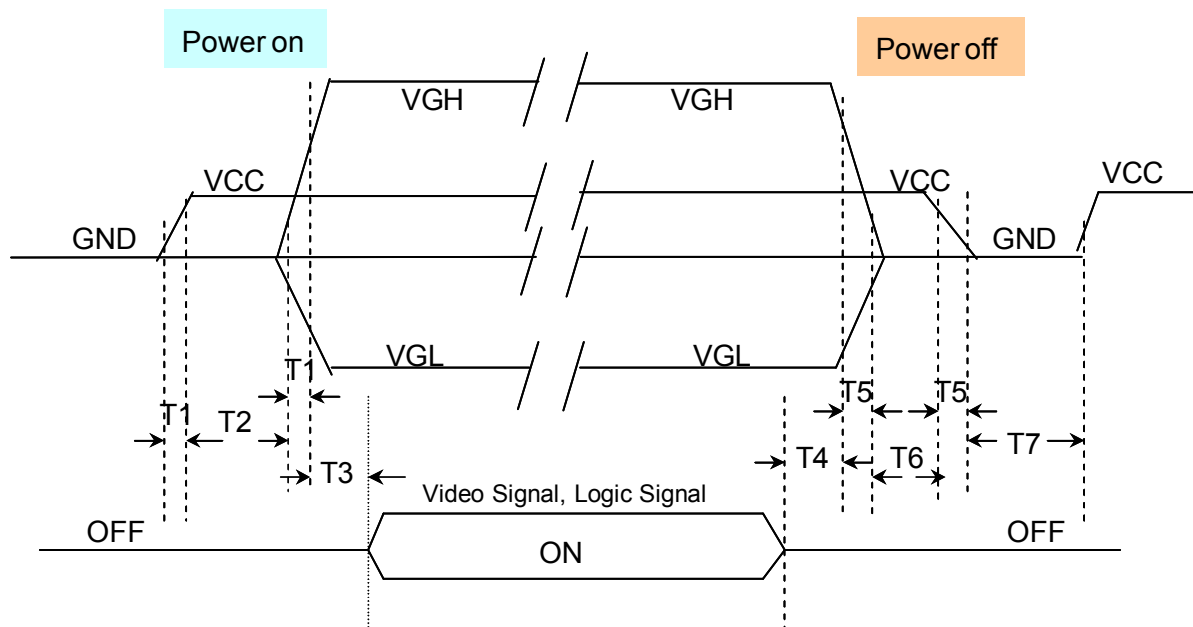 Power on
Power off
VGH
VGH
VCC
VCC
VCC
GND
GND
VGL
VGL
T1
T5
T5
T1
T2
T7
T3
T4
T6
Video Signal, Logic Signal
OFF
ON
OFF